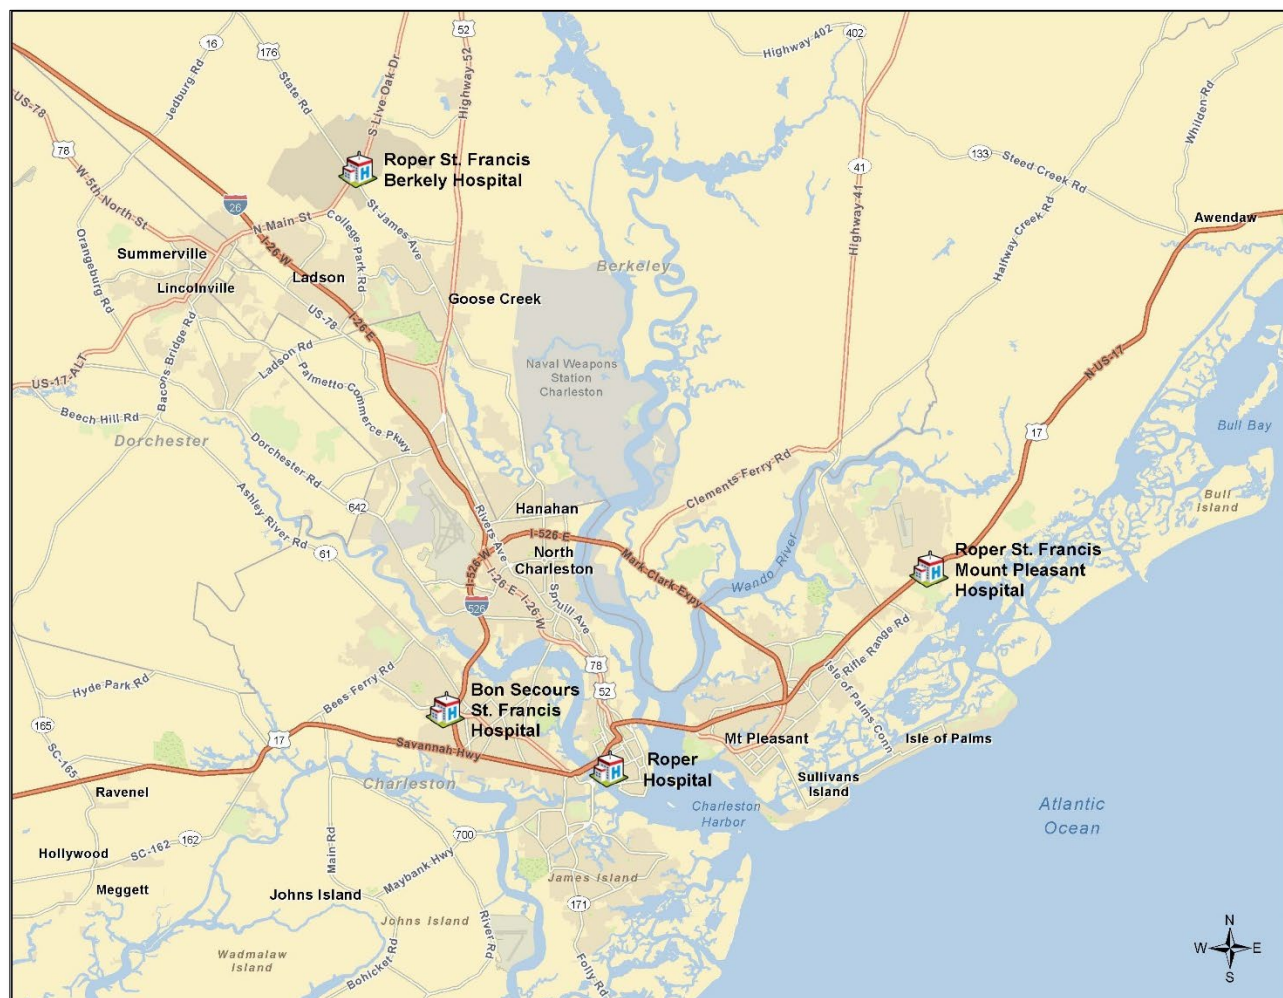 52
402
Highway 402
16
176
Jedburg Rd
State Rd
S Live Oak Dr
Highway 52
Whilden Rd
US-78
78
W 5th North St
Roper St. Francis
Berkely Hospital
41
Highway 41
133
Steed Creek Rd
26
N Main St
College Park Rd
St James Ave
Halfway Creek Rd
Awendaw
Orangeburg Rd
Summerville
I-26 W
Ladson
Berkeley
Lincolnville
Goose Creek
US-78
I-26 E
Ladson Rd
US-17-ALT
Bacons Bridge Rd
Palmetto Commerce Pkwy
Naval Weapons
Station
Charleston
N US-17
17
Bull Bay
Beech Hill Rd
Dorchester
Dorchester Rd
Clements Ferry Rd
Bull
Island
Ashley River Rd
642
Rivers Ave
Hanahan
61
I-526 E
North
Charleston
I-526 W
I-26 E
I-26 W
Mark Clark Expy
Wando River
Roper St. Francis
Mount Pleasant
Hospital
526
Spruill Ave
Rifle Range Rd
78
Isle of Palms Conn
52
Hyde Park Rd
Bees Ferry Rd
Bon Secours
St. Francis
Hospital
165
SC-165
17
Savannah Hwy
Mt Pleasant
Isle of Palms
Roper
Hospital
Sullivans
Island
Charleston
Ravenel
Charleston
Harbor
Atlantic
Ocean
162
SC-162
700
Hollywood
Main Rd
Maybank Hwy
Meggett
Johns Island
James Island
171
Johns Island
River Rd
Wadmalaw
Island
Bohicket Rd
Folly Rd
N
W E
S